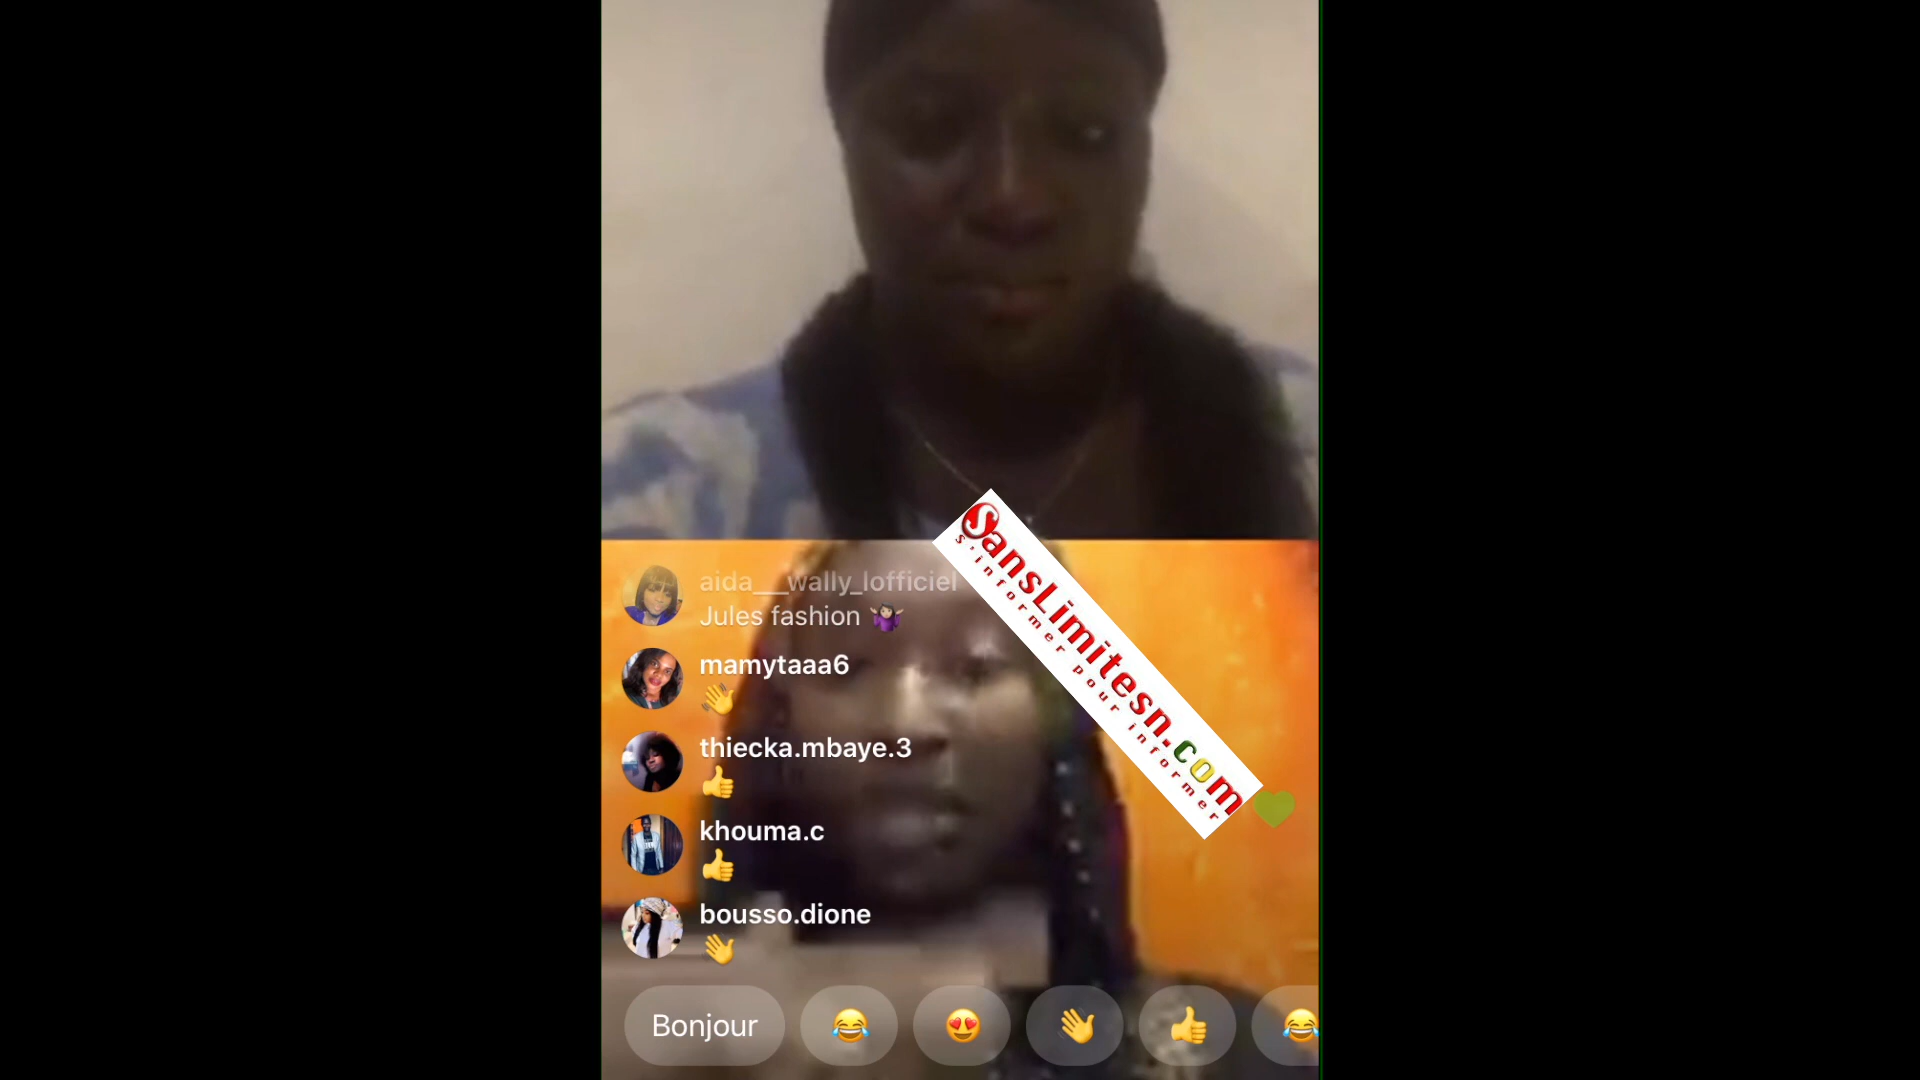 aida__wally_lofficiel
Jules fashion 🤷🏻‍♀️
mamytaaa6
👋
thiecka.mbaye.3
👍
khouma.c
👍
bousso.dione
👋
SansLimitesn.com
S'informer pour informer
Bonjour 😂 😍 👋 👍 😂